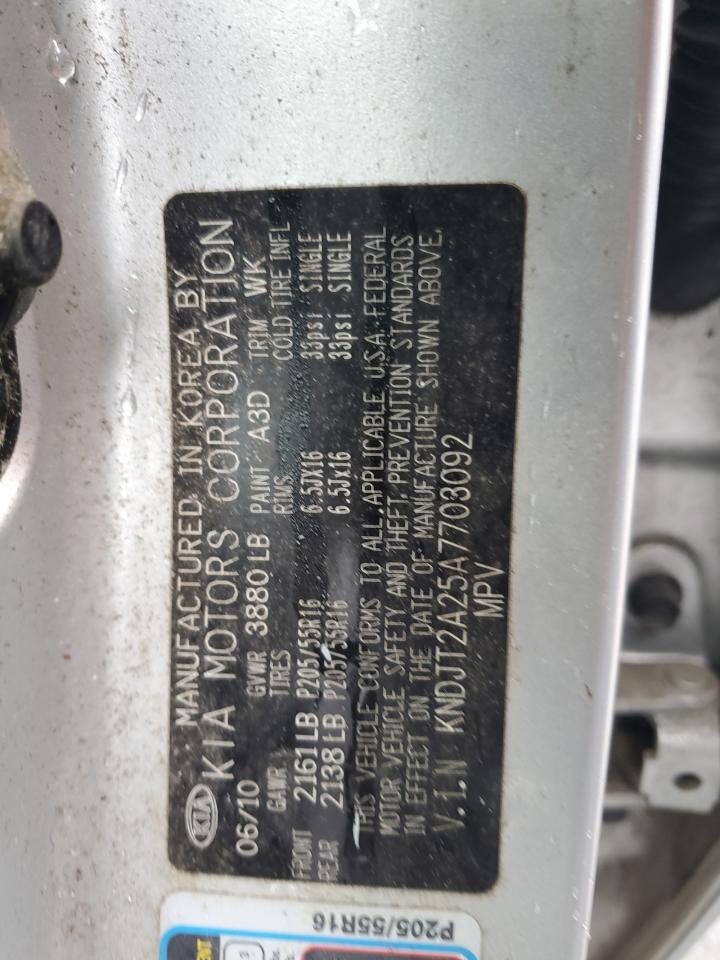 MANUFACTURED IN KOREA BY
KIA KIA MOTORS CORPORATION
06/10 GVWR 3880 LB PAINT A3D TRIM WK
GAWR TIRES RIMS COLD TIRE INFL
FRONT 2161 LB P205/55R16 6.5Jx16 33psi SINGLE
REAR 2138 LB P205/55R16 6.5Jx16 33psi SINGLE
THIS VEHICLE CONFORMS TO ALL APPLICABLE U.S.A. FEDERAL
MOTOR VEHICLE SAFETY AND THEFT PREVENTION STANDARDS
IN EFFECT ON THE DATE OF MANUFACTURE SHOWN ABOVE.
V.I.N: KNDJT2A25A7703092
MPV
P205/55R16